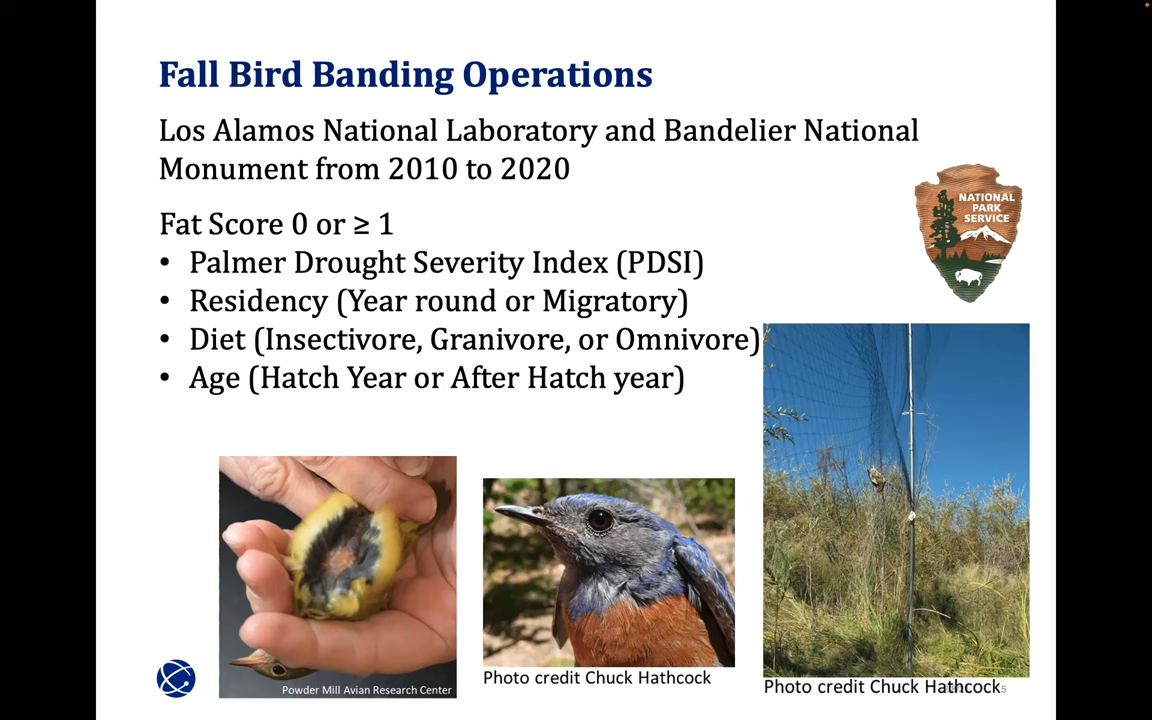 Fall Bird Banding Operations
Los Alamos National Laboratory and Bandelier National
Monument from 2010 to 2020
NATIONAL
PARK
SERVICE
Fat Score 0 or ≥ 1
• Palmer Drought Severity Index (PDSI)
• Residency (Year round or Migratory)
• Diet (Insectivore, Granivore, or Omnivore)
• Age (Hatch Year or After Hatch year)
Powder Mill Avian Research Center
Photo credit Chuck Hathcock
Photo credit Chuck Hathcock